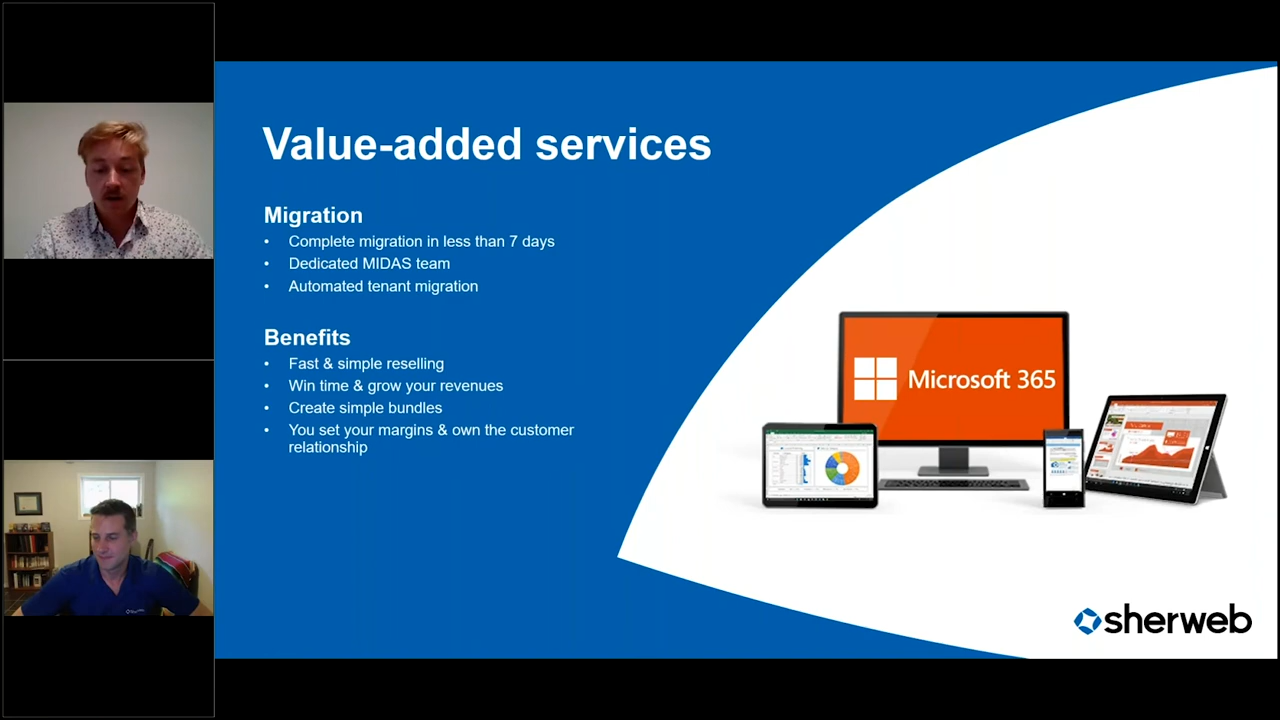 Value-added services
Migration
• Complete migration in less than 7 days
• Dedicated MIDAS team
• Automated tenant migration
Benefits
• Fast & simple reselling
• Win time & grow your revenues
• Create simple bundles
• You set your margins & own the customer
relationship
Microsoft 365
sherweb